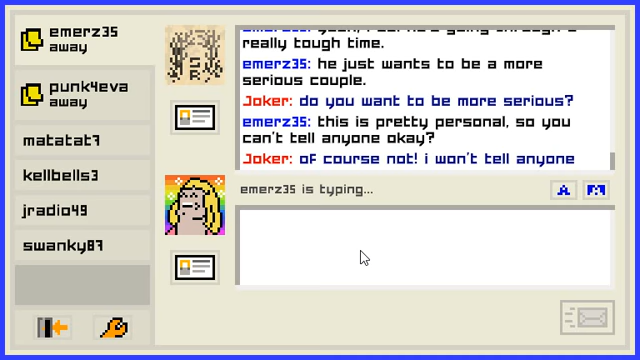 emerz35
away
punk4eva
away
matatat7
kellbells3
jradio49
swanky87
really tough time.
emerz35: he just wants to be a more
serious couple.
Joker: do you want to be more serious?
emerz35: this is pretty personal, so you
can't tell anyone okay?
Joker: of course not! i won't tell anyone
emerz35 is typing...
A